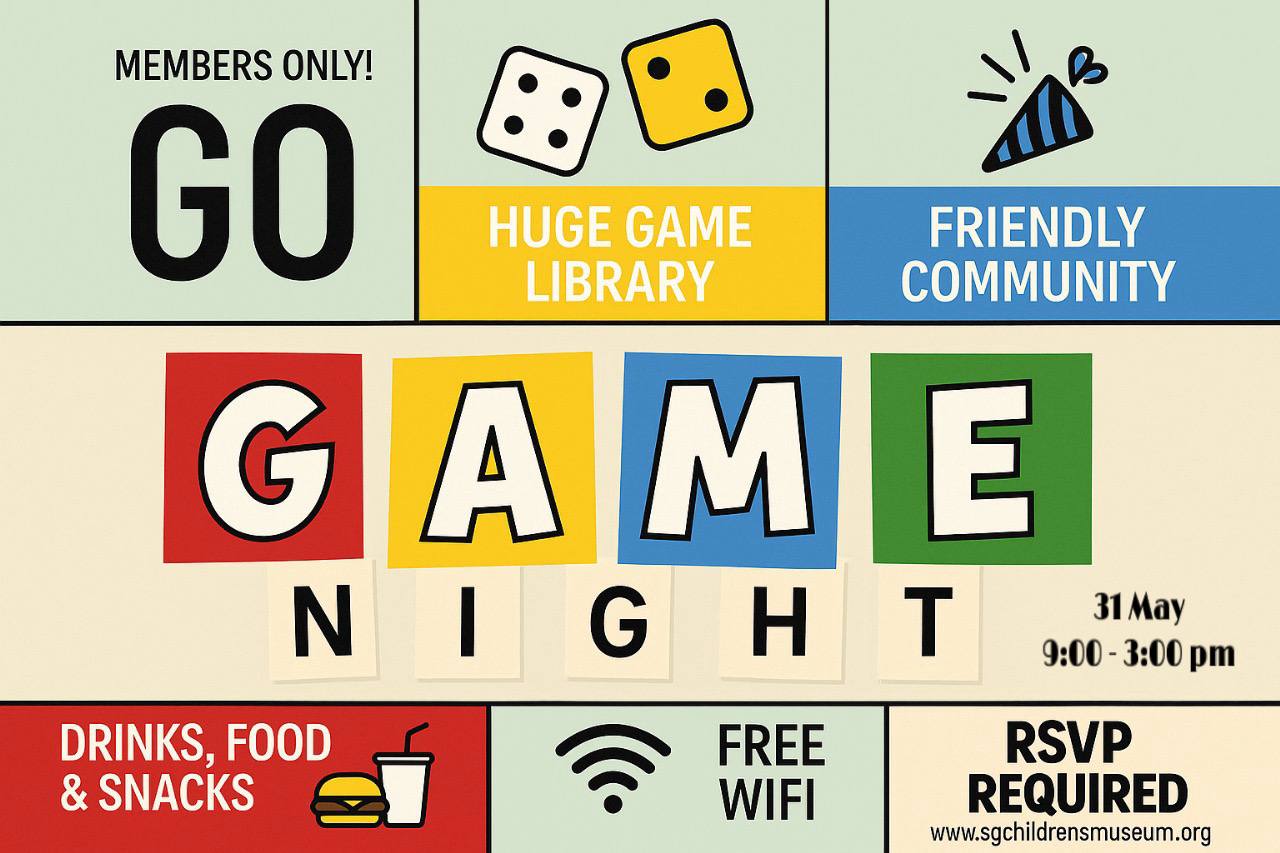 MEMBERS ONLY!
GO
HUGE GAME
LIBRARY
FRIENDLY
COMMUNITY
GAME
NIGHT
31 May
9:00 - 3:00 pm
DRINKS, FOOD
& SNACKS
FREE
WIFI
RSVP
REQUIRED
www.sgchildrensmuseum.org